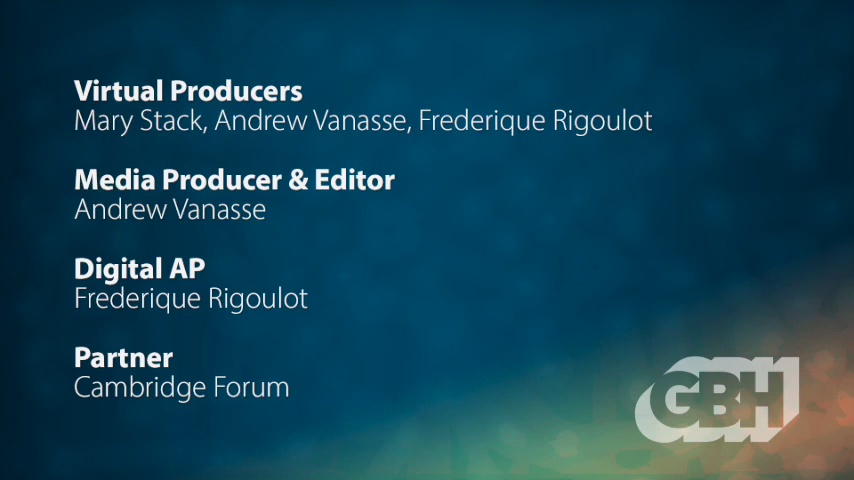 Virtual Producers
Mary Stack, Andrew Vanasse, Frederique Rigoulot
Media Producer & Editor
Andrew Vanasse
Digital AP
Frederique Rigoulot
Partner
Cambridge Forum
GBH